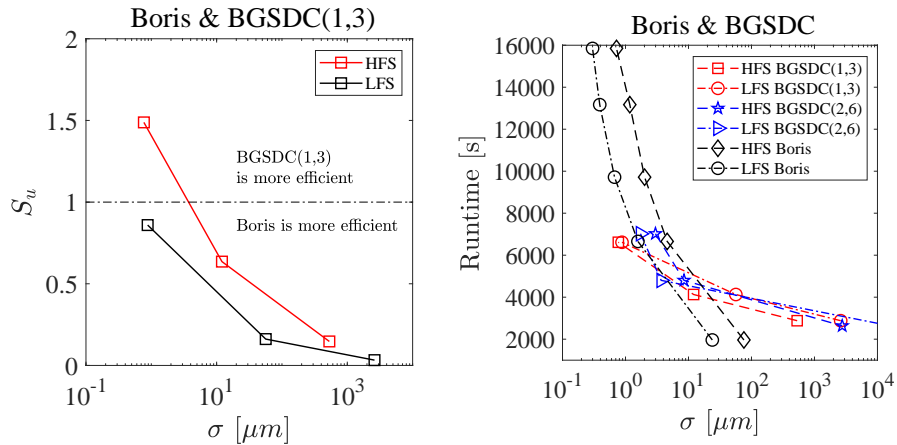 Boris & BGSDC(1,3)
2
1.5
1
0.5
0
S_u
HFS
LFS
BGSDC(1,3)
is more efficient
Boris is more efficient
10^-1
10^1
10^3
σ [μm]
Boris & BGSDC
16000
14000
12000
10000
8000
6000
4000
2000
Runtime [s]
HFS BGSDC(1,3)
LFS BGSDC(1,3)
HFS BGSDC(2,6)
LFS BGSDC(2,6)
HFS Boris
LFS Boris
10^-1
10^0
10^1
10^2
10^3
10^4
σ [μm]